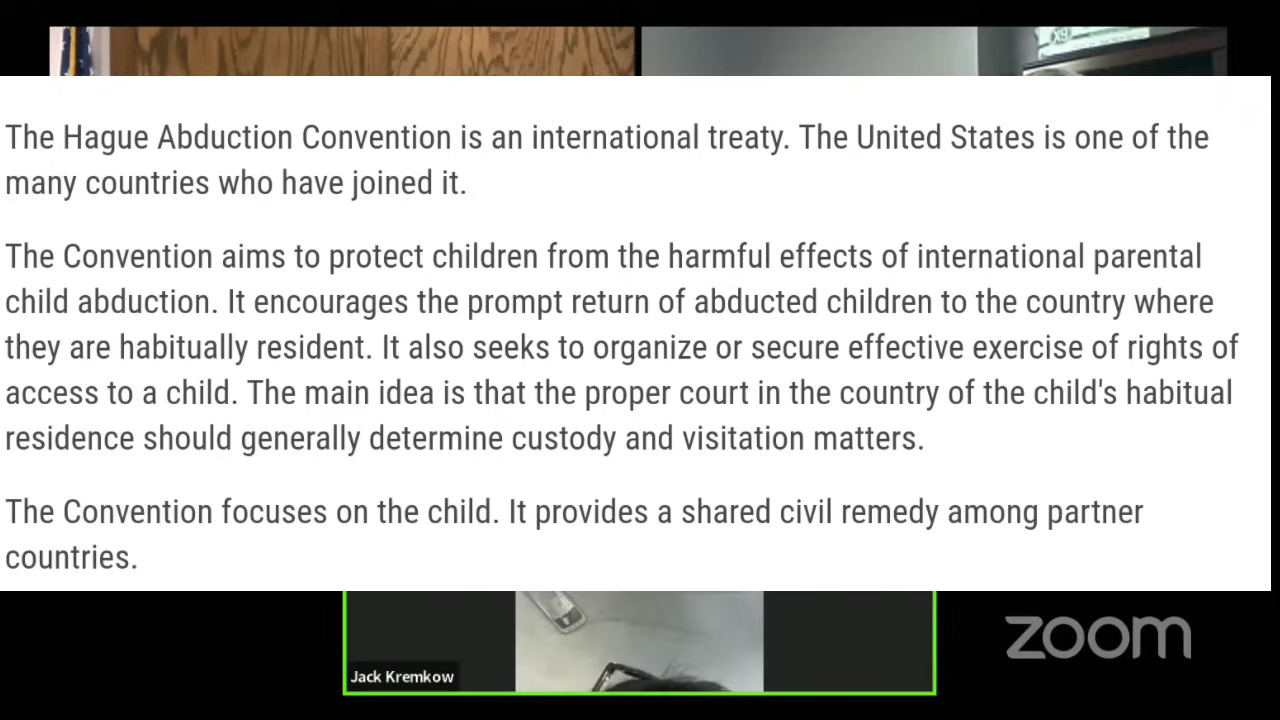 The Hague Abduction Convention is an international treaty. The United States is one of the
many countries who have joined it.
The Convention aims to protect children from the harmful effects of international parental
child abduction. It encourages the prompt return of abducted children to the country where
they are habitually resident. It also seeks to organize or secure effective exercise of rights of
access to a child. The main idea is that the proper court in the country of the child's habitual
residence should generally determine custody and visitation matters.
The Convention focuses on the child. It provides a shared civil remedy among partner
countries.
Jack Kremkow
zoom